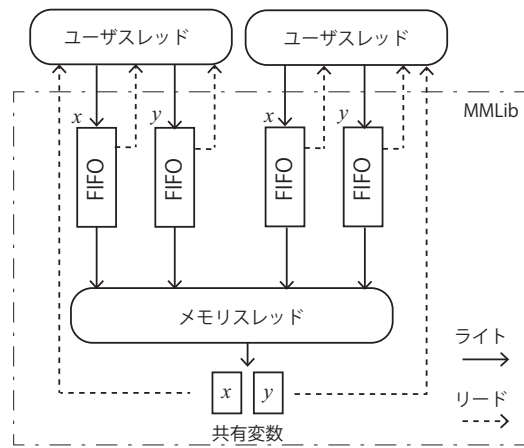 ユーザスレッド
ユーザスレッド
MMLib
x
y
x
y
FIFO
FIFO
FIFO
FIFO
メモリスレッド
ライト
x
y
リード
共有変数